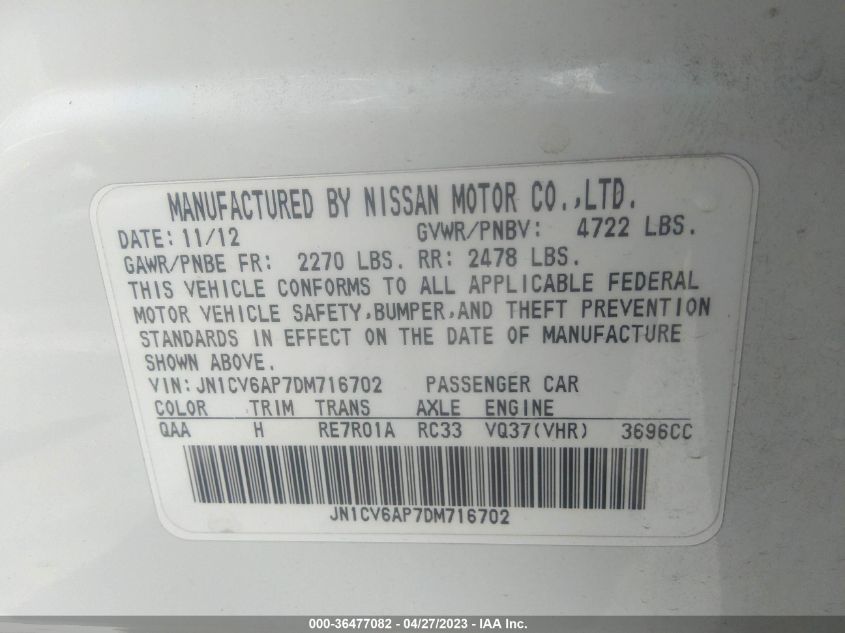 MANUFACTURED BY NISSAN MOTOR CO.,LTD.
DATE: 11/12 GVWR/PNBV: 4722 LBS.
GAWR/PNBE FR: 2270 LBS. RR: 2478 LBS.
THIS VEHICLE CONFORMS TO ALL APPLICABLE FEDERAL
MOTOR VEHICLE SAFETY,BUMPER,AND THEFT PREVENTION
STANDARDS IN EFFECT ON THE DATE OF MANUFACTURE
SHOWN ABOVE.
VIN: JN1CV6AP7DM716702 PASSENGER CAR
COLOR TRIM TRANS AXLE ENGINE
QAA H RE7R01A RC33 VQ37(VHR) 3696CC
JN1CV6AP7DM716702
000-36477082 - 04/27/2023 - IAA Inc.